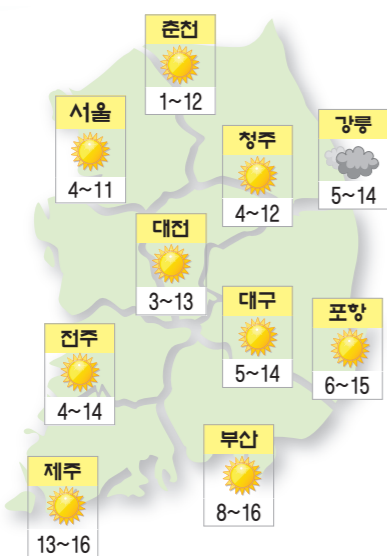 춘천
1~12
서울
4~11
청주
4~12
강릉
5~14
대전
3~13
대구
5~14
포항
6~15
전주
4~14
부산
8~16
제주
13~16